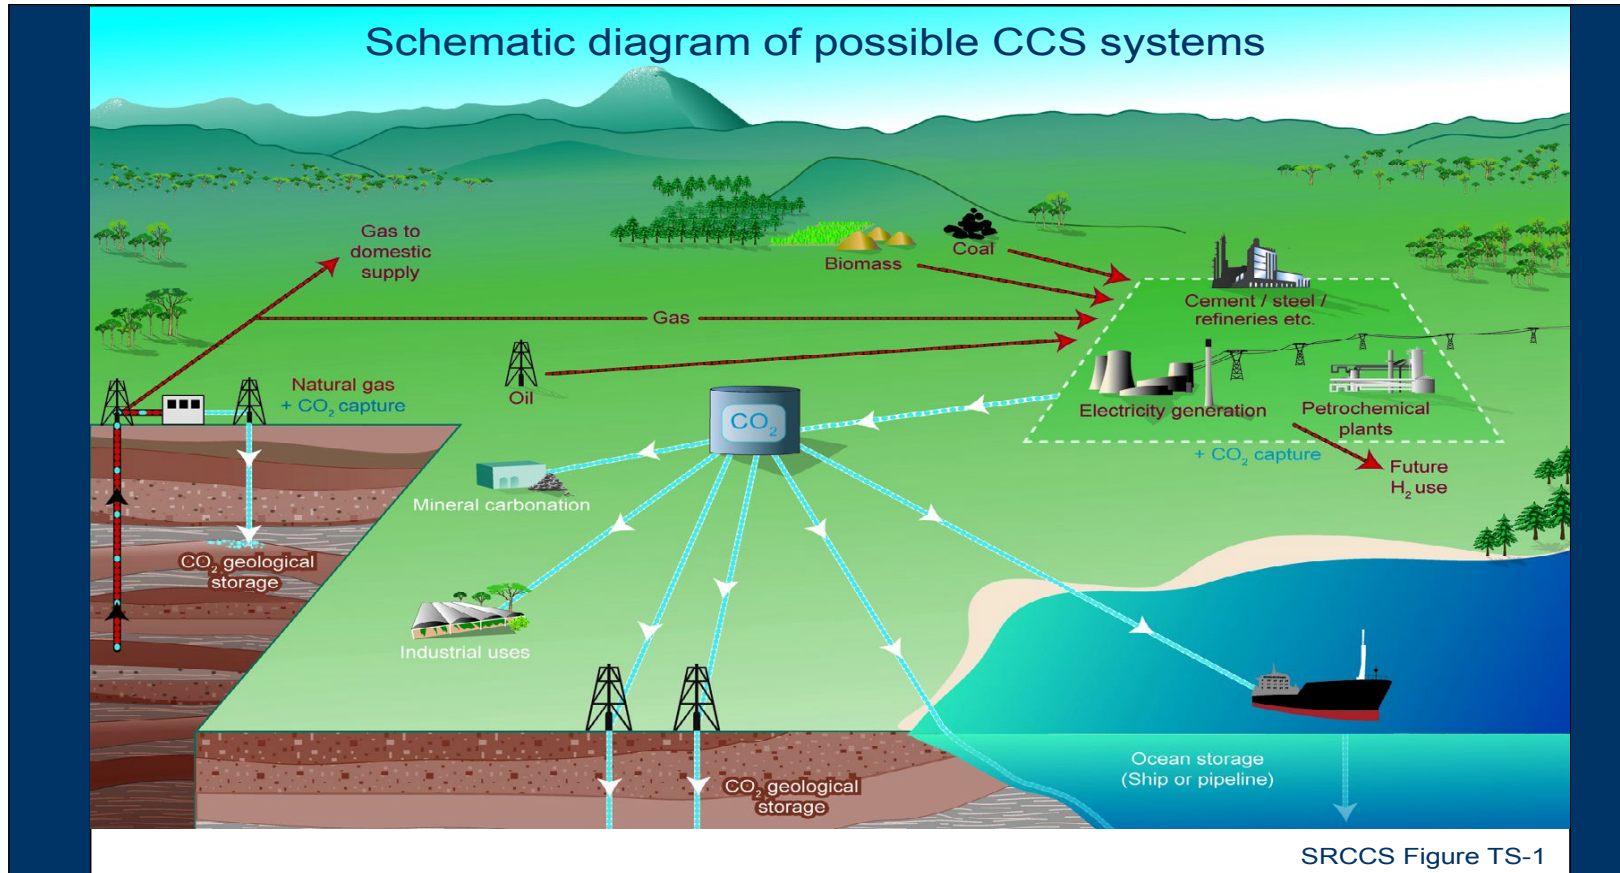 Schematic diagram of possible CCS systems
Gas to
domestic
supply
Biomass
Coal
Cement / steel /
refineries etc.
Gas
Oil
Natural gas
+ CO₂ capture
CO₂
Electricity generation
Petrochemical
plants
+ CO₂ capture
Future
H₂ use
Mineral carbonation
CO₂ geological
storage
Industrial uses
Ocean storage
(Ship or pipeline)
CO₂ geological
storage
SRCCS Figure TS-1